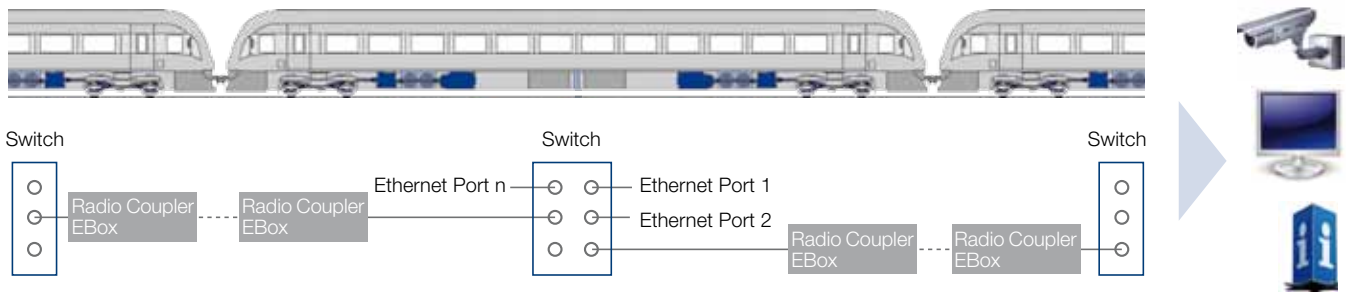 Switch
Switch
Switch
Ethernet Port n
Ethernet Port 1
Radio Coupler
EBox
Radio Coupler
EBox
Ethernet Port 2
Radio Coupler
EBox
Radio Coupler
EBox
i i